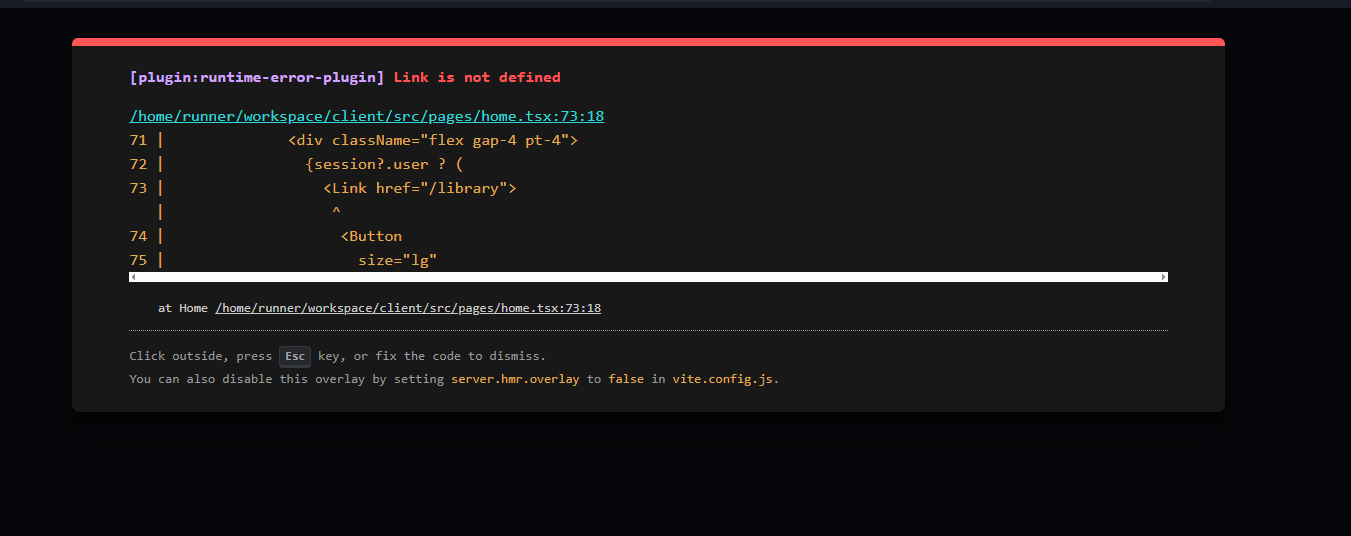 [plugin:runtime-error-plugin] Link is not defined
/home/runner/workspace/client/src/pages/home.tsx:73:18
71 |               <div className="flex gap-4 pt-4">
72 |                 {session?.user ? (
73 |                   <Link href="/library">
   |                    ^
74 |                     <Button
75 |                       size="lg"
at Home /home/runner/workspace/client/src/pages/home.tsx:73:18
Click outside, press Esc key, or fix the code to dismiss.
You can also disable this overlay by setting server.hmr.overlay to false in vite.config.js.